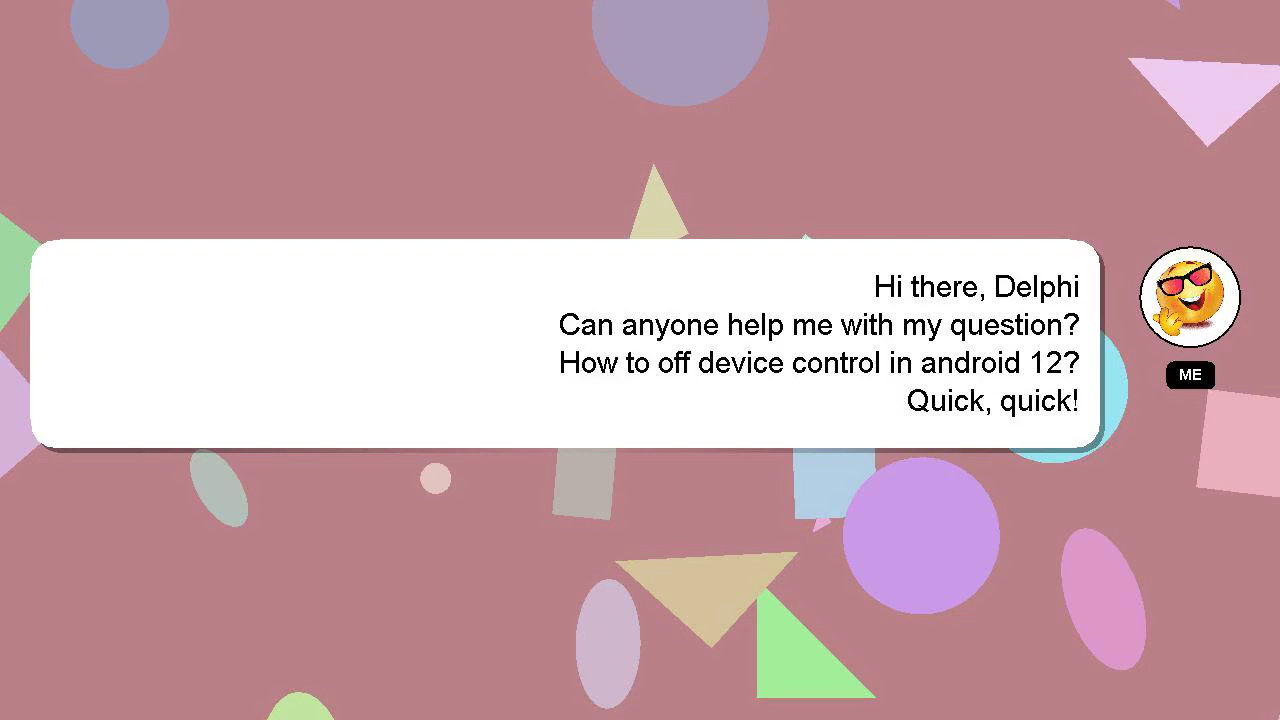 Hi there, Delphi
Can anyone help me with my question?
How to off device control in android 12?
Quick, quick!
ME